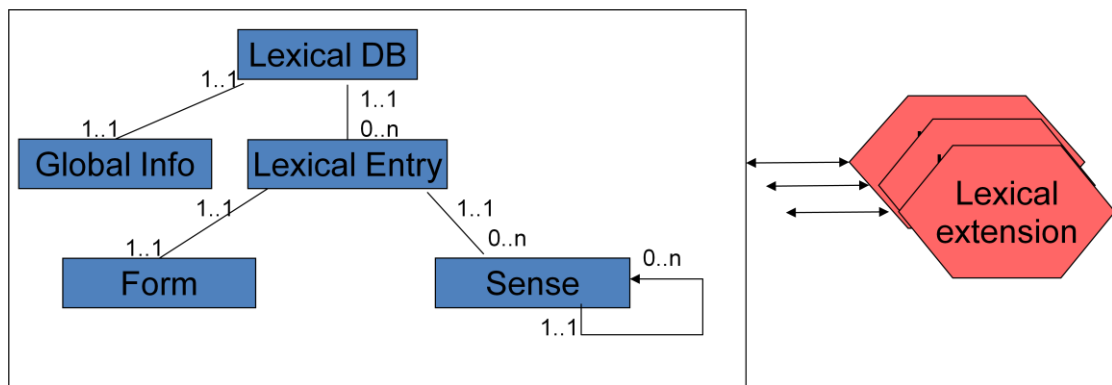 Lexical DB
1..1
1..1
1..1
0..n
Global Info
Lexical Entry
1..1
1..1
1..1
0..n
Form
Sense
0..n
1..1
Lexical
extension